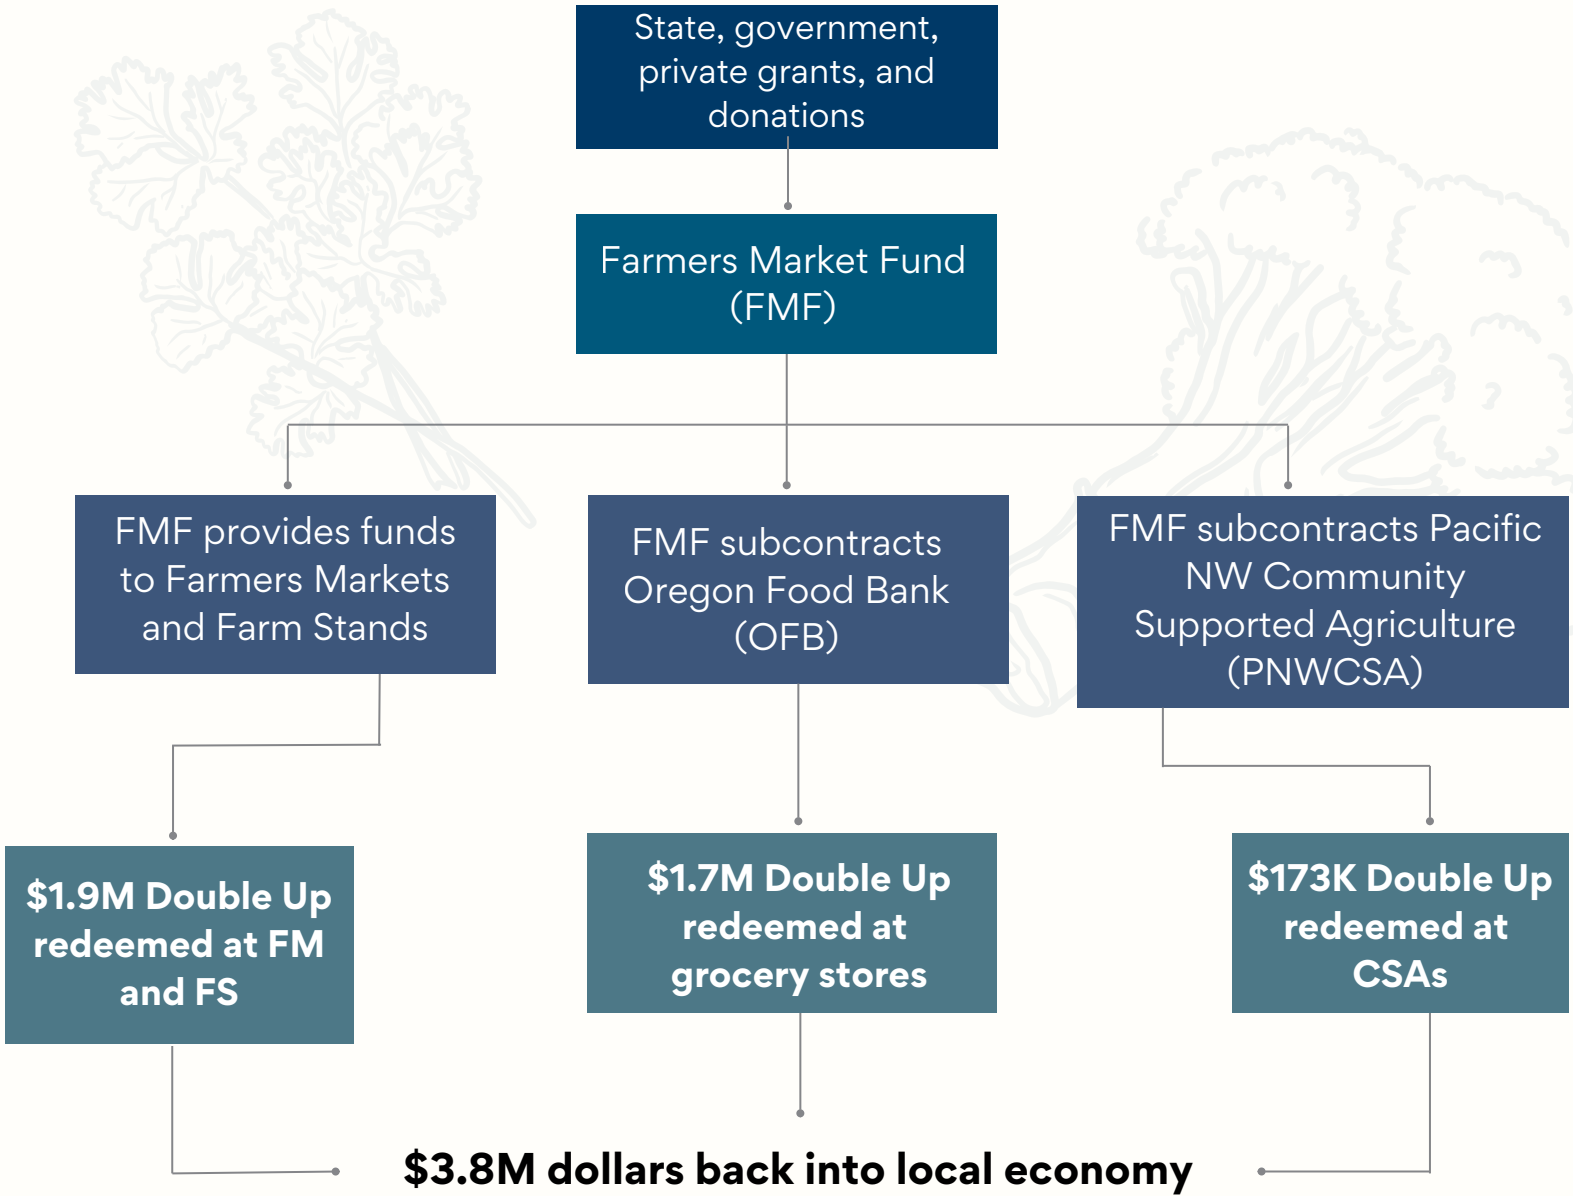 State, government,
private grants, and
donations
Farmers Market Fund
(FMF)
FMF provides funds
to Farmers Markets
and Farm Stands
FMF subcontracts
Oregon Food Bank
(OFB)
FMF subcontracts Pacific
NW Community
Supported Agriculture
(PNWCSA)
$1.9M Double Up
redeemed at FM
and FS
$1.7M Double Up
redeemed at
grocery stores
$173K Double Up
redeemed at
CSAs
$3.8M dollars back into local economy